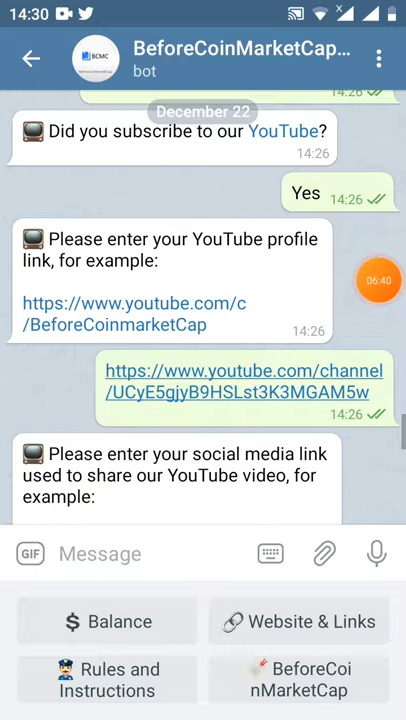 14:30
BCMC
BeforeCoinMarketCap...
bot
14:26
December 22
Did you subscribe to our YouTube?
14:26
Yes
14:26
Please enter your YouTube profile
link, for example:
https://www.youtube.com/c
/BeforeCoinmarketCap
14:26
06:40
https://www.youtube.com/channel
/UCyE5gjyB9HSLst3K3MGAM5w
14:26
Please enter your social media link
used to share our YouTube video, for
example:
GIF
Message
$ Balance
Website & Links
Rules and
Instructions
BeforeCoi
nMarketCap